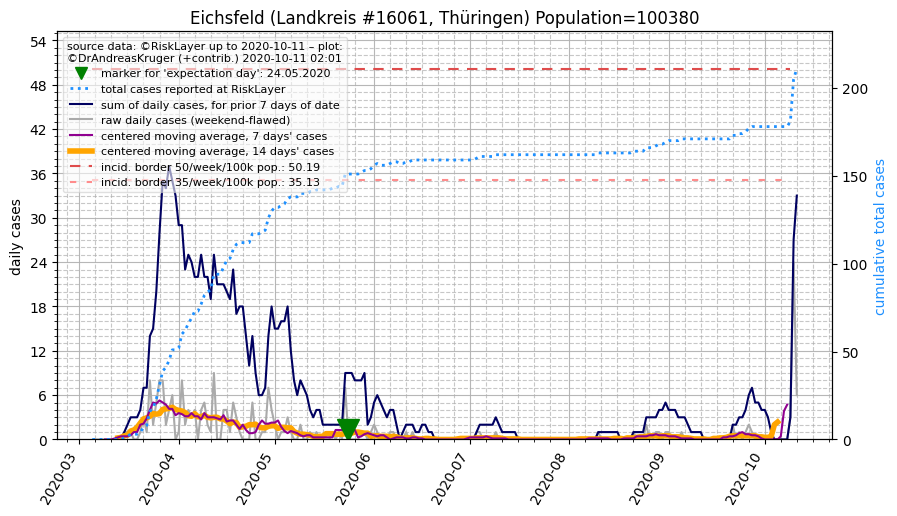 Eichsfeld (Landkreis #16061, Thüringen) Population=100380
source data: ©RiskLayer up to 2020-10-11 – plot:
©DrAndreasKruger (+contrib.) 2020-10-11 02:01
marker for 'expectation day': 24.05.2020
total cases reported at RiskLayer
sum of daily cases, for prior 7 days of date
raw daily cases (weekend-flawed)
centered moving average, 7 days' cases
centered moving average, 14 days' cases
incid. border 50/week/100k pop.: 50.19
incid. border 35/week/100k pop.: 35.13
daily cases
54
48
42
36
30
24
18
12
6
0
cumulative total cases
200
150
100
50
0
2020-03
2020-04
2020-05
2020-06
2020-07
2020-08
2020-09
2020-10